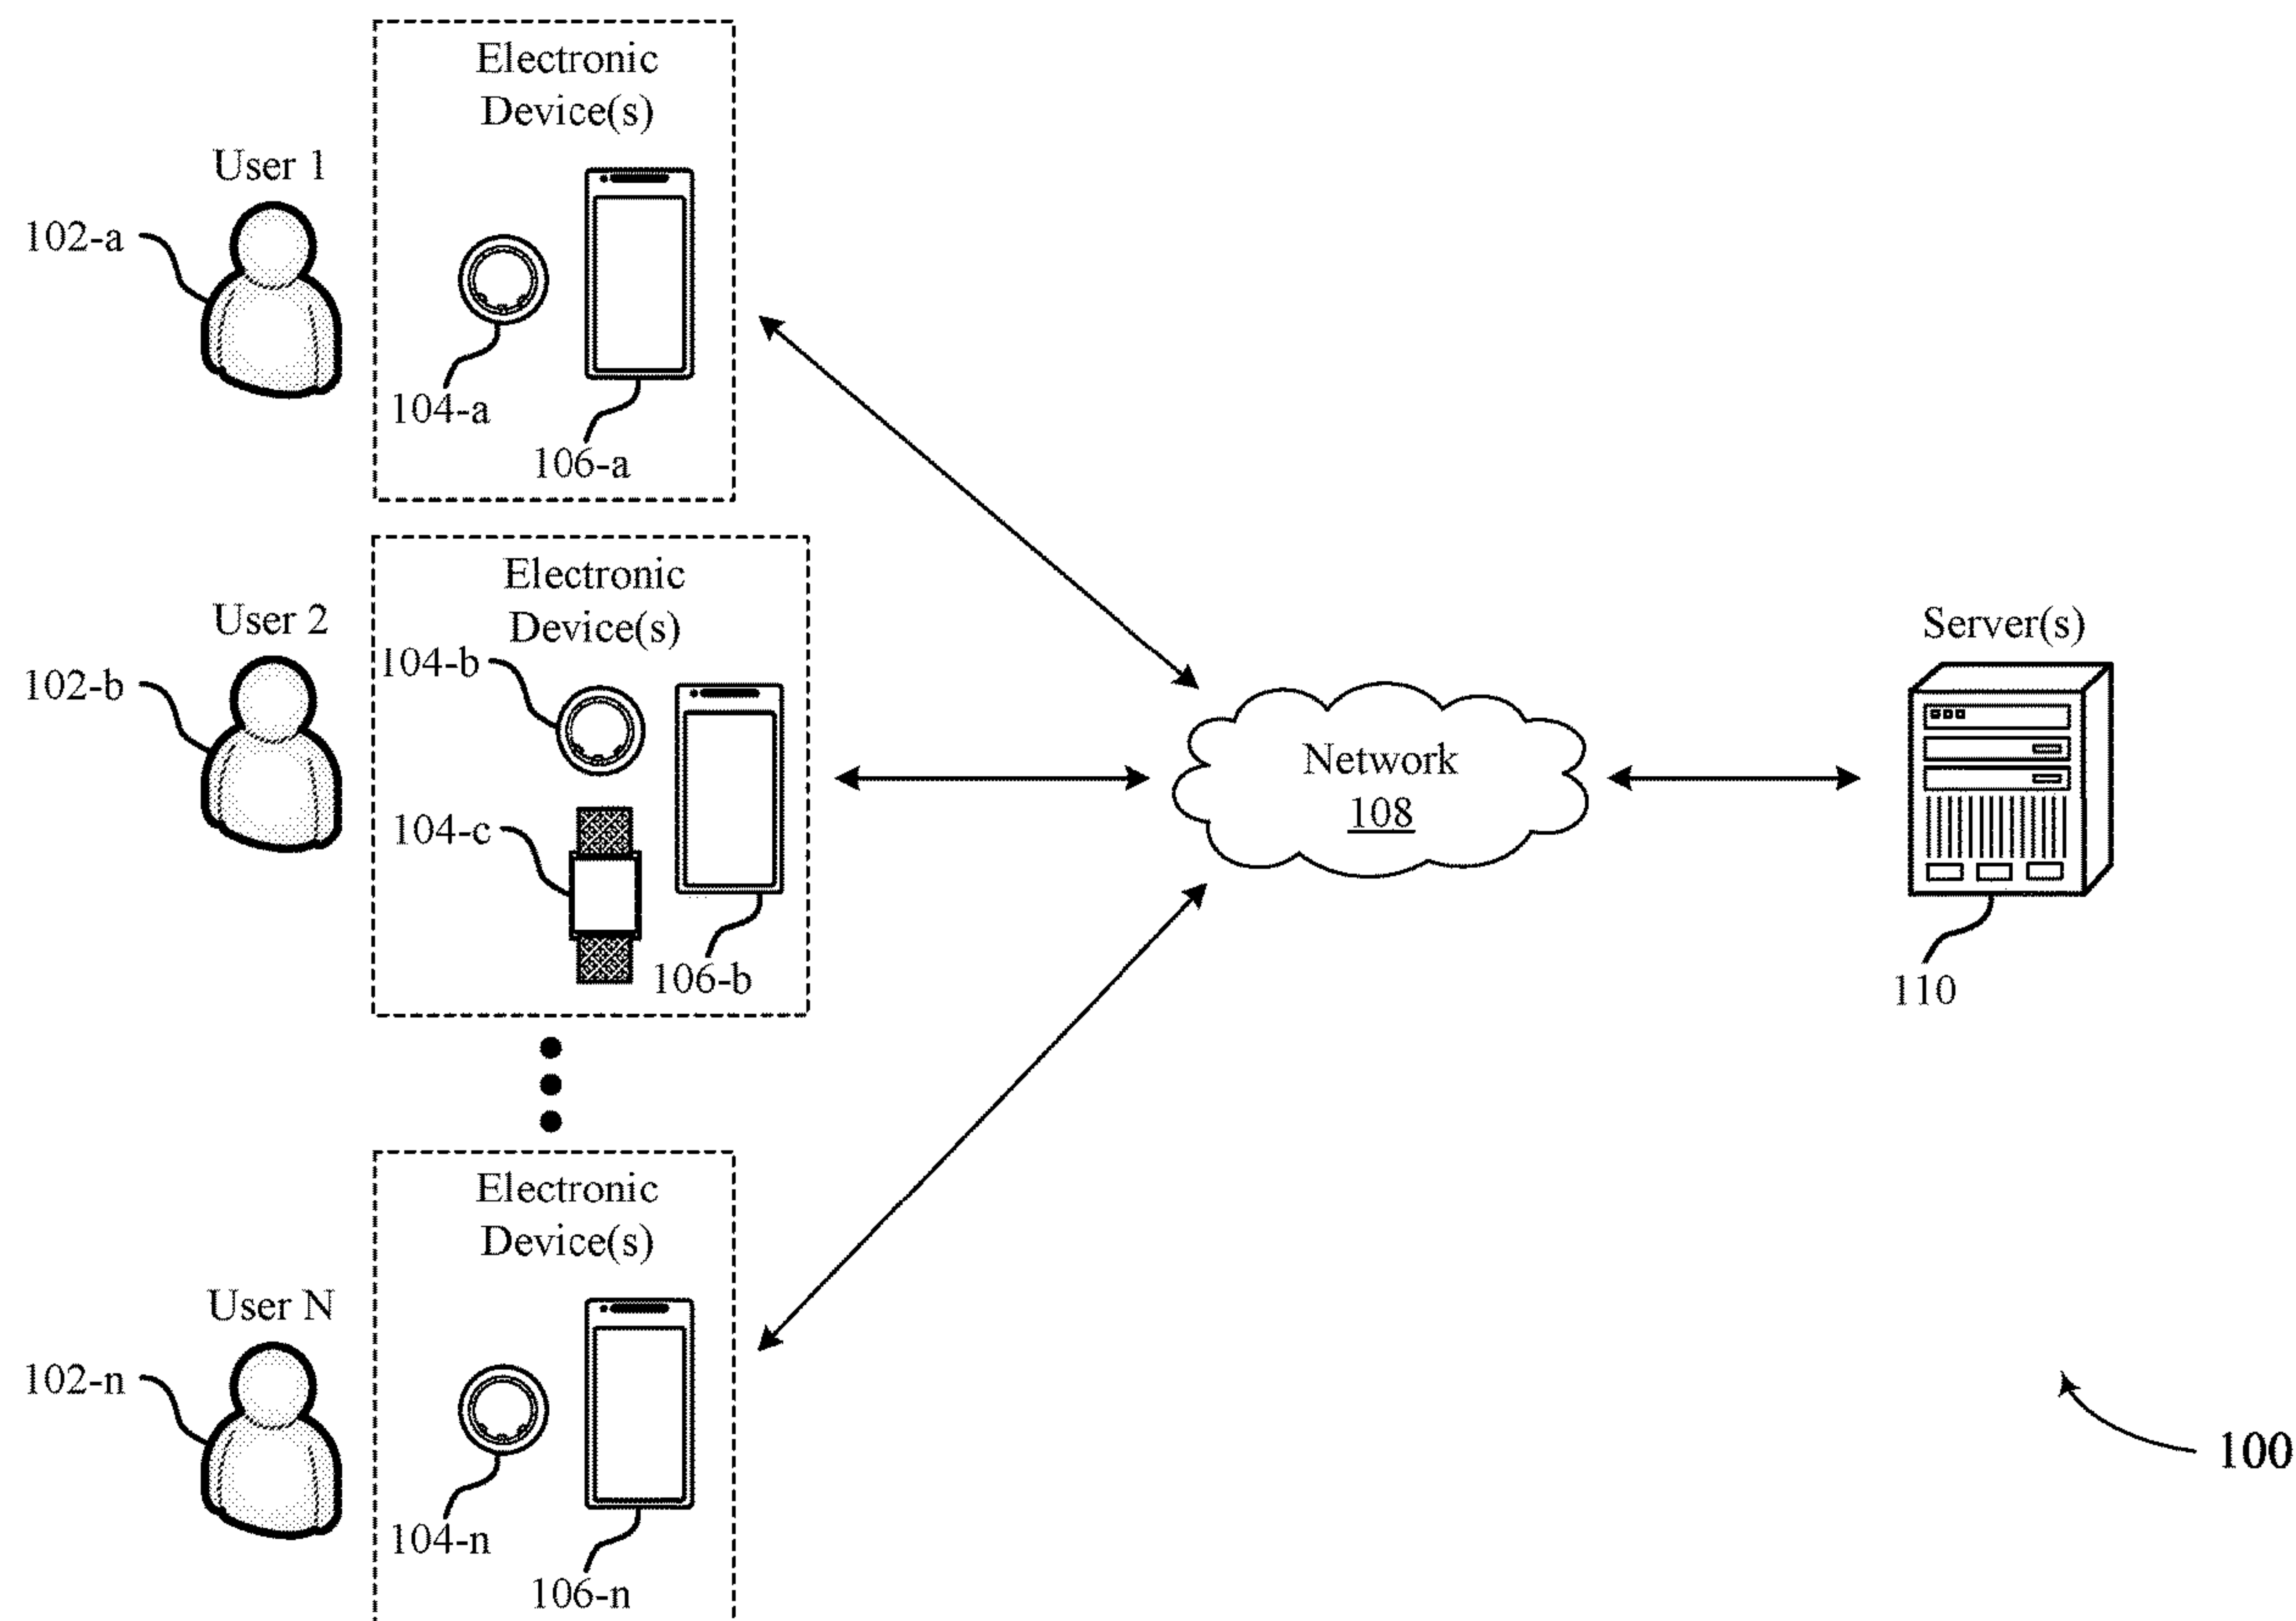 Electronic
Device(s)
User 1
102-a
104-a
106-a
Electronic
Device(s)
User 2
102-b
104-b
104-c
106-b
Network
108
Server(s)
110
Electronic
Device(s)
User N
102-n
104-n
106-n
100